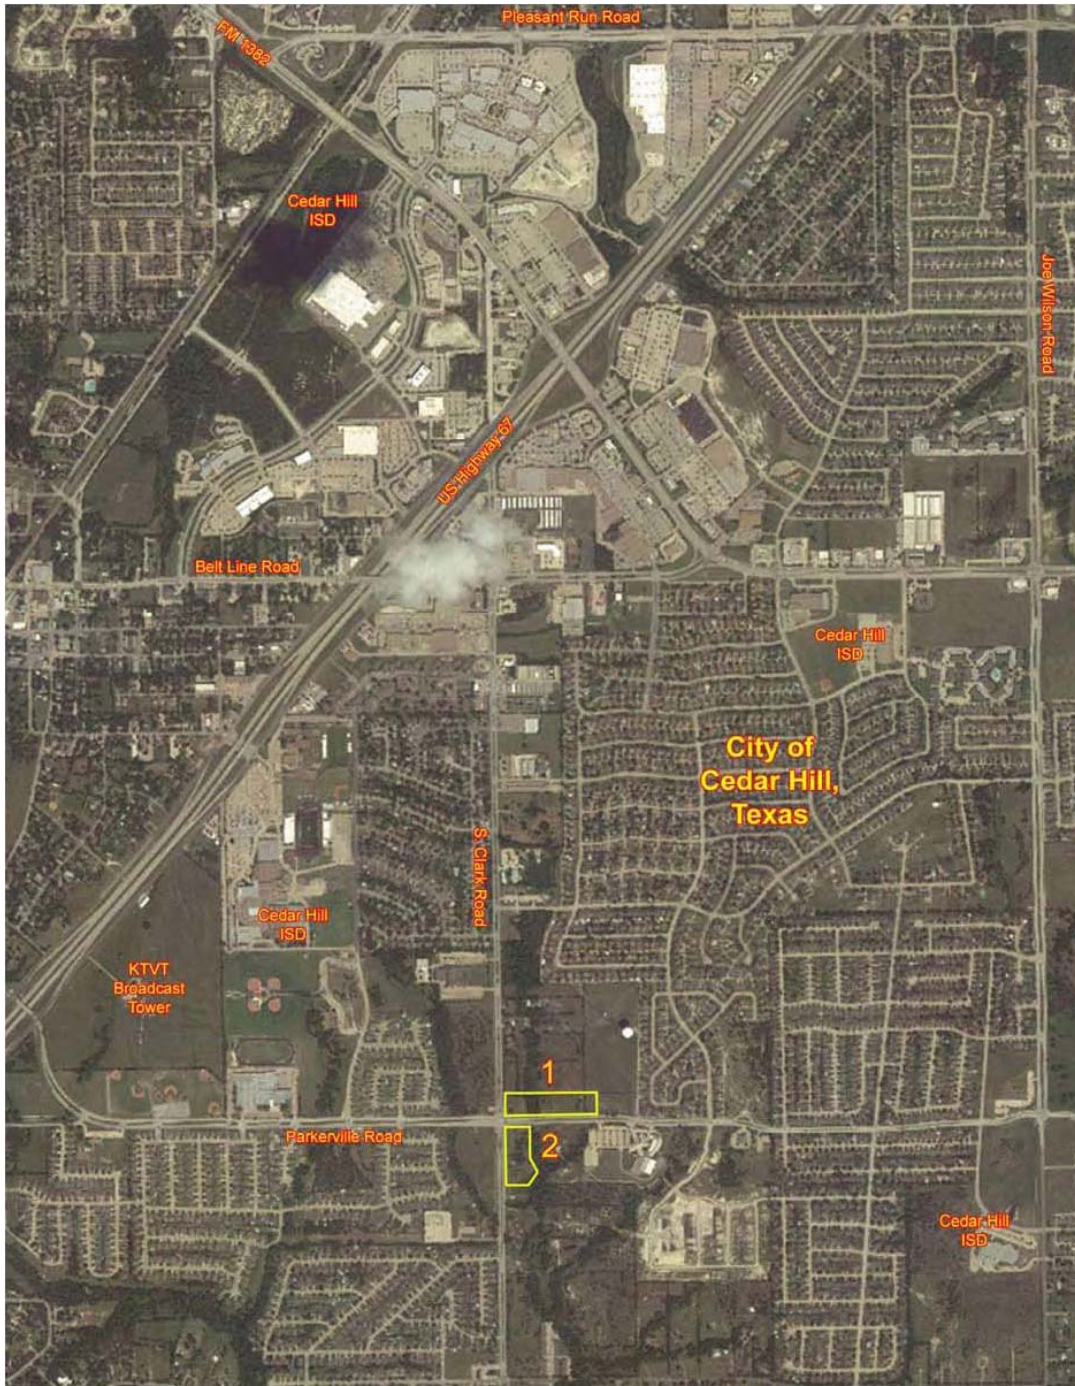 Pleasant Run Road
FM 1382
Cedar Hill
ISD
Joe Wilson Road
US Highway 67
Belt Line Road
Cedar Hill
ISD
City of
Cedar Hill,
Texas
S. Clark Road
Cedar Hill
ISD
KTVT
Broadcast
Tower
1
Parkerville Road
2
Cedar Hill
ISD